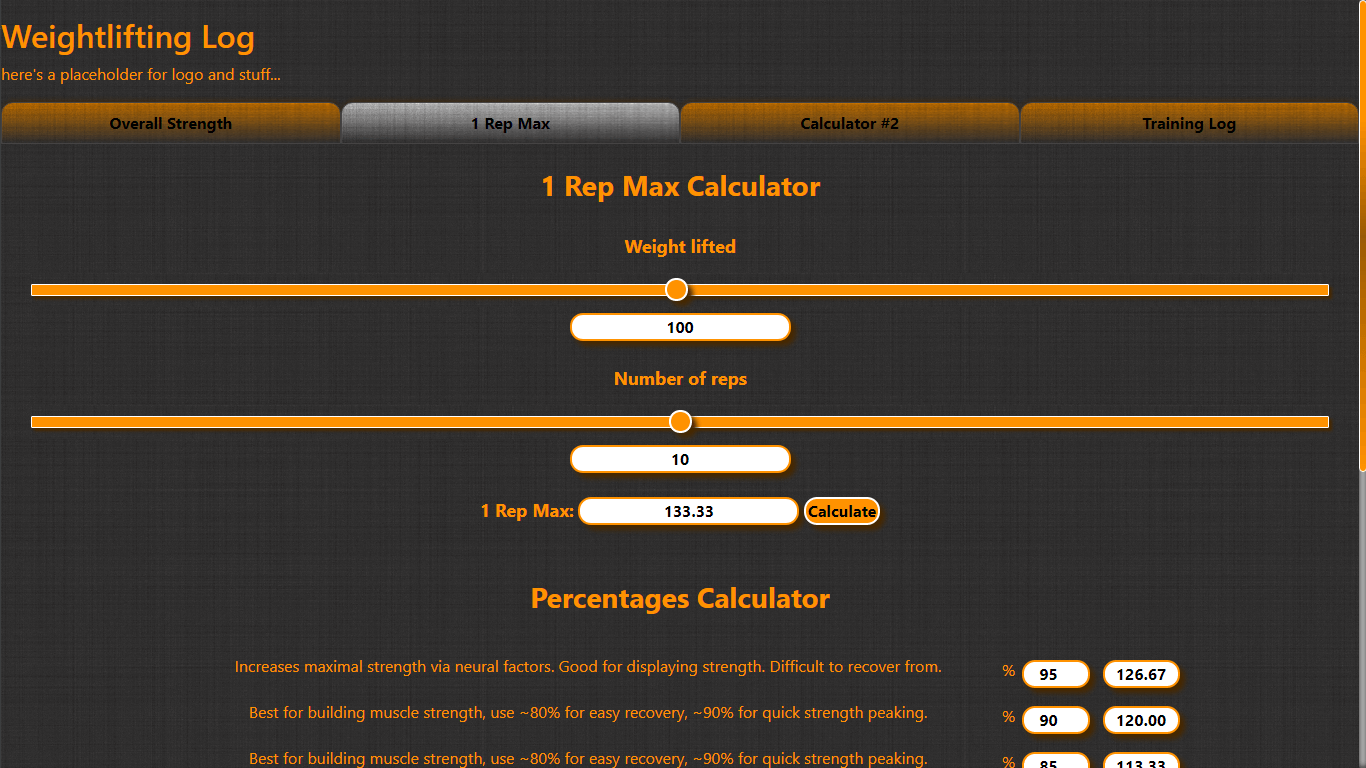 Weightlifting Log
here's a placeholder for logo and stuff...
Overall Strength 1 Rep Max Calculator #2 Training Log
1 Rep Max Calculator
Weight lifted
100
Number of reps
10
1 Rep Max: 133.33 Calculate
Percentages Calculator
Increases maximal strength via neural factors. Good for displaying strength. Difficult to recover from. % 95 126.67
Best for building muscle strength, use ~80% for easy recovery, ~90% for quick strength peaking. % 90 120.00
Best for building muscle strength, use ~80% for easy recovery, ~90% for quick strength peaking. % 85 113.33